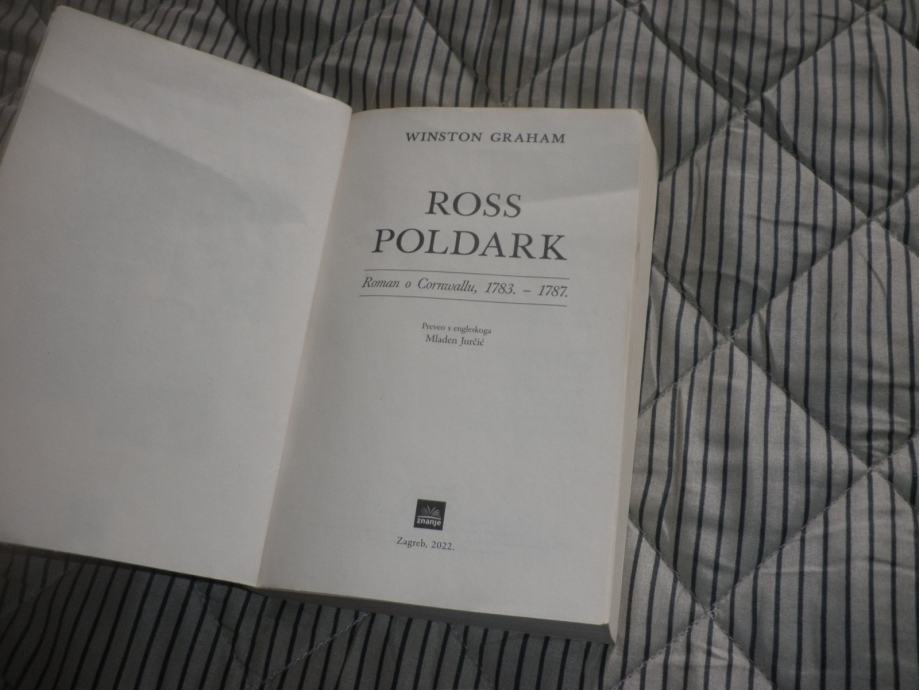 WINSTON GRAHAM
ROSS
POLDARK
Roman o Cornwallu, 1783. – 1787.
Preveo s engleskoga
Mladen Jurčić
znanje
Zagreb, 2022.